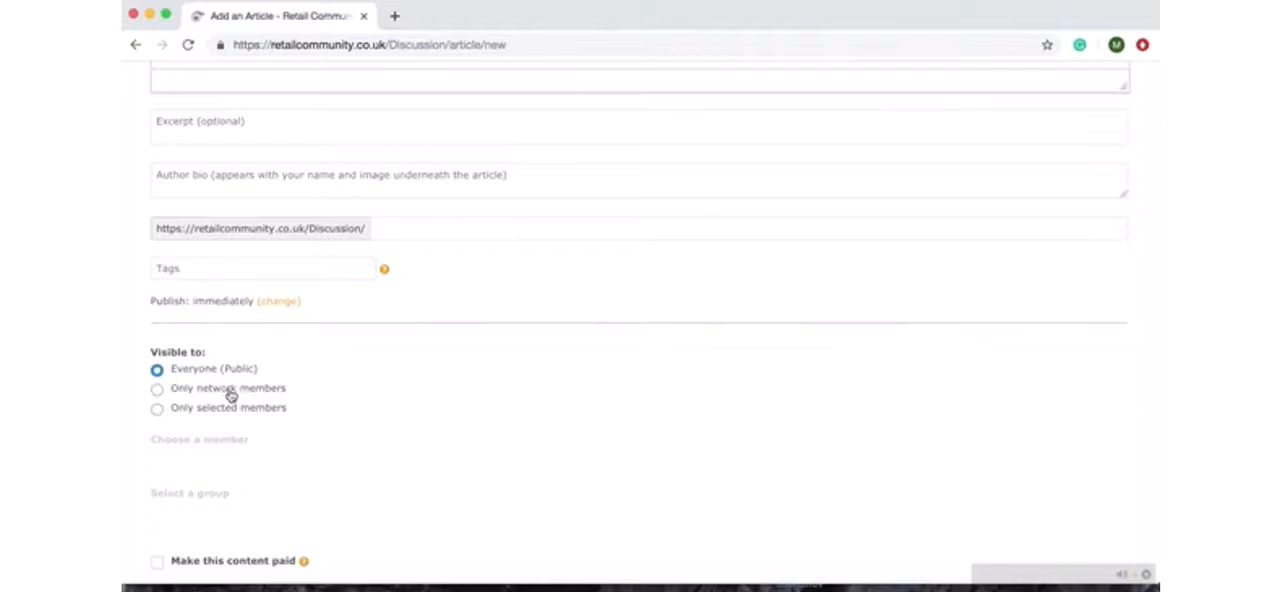 Add an Article - Retail Commu
https://retailcommunity.co.uk/Discussion/article/new
M
Excerpt (optional)
Author bio (appears with your name and image underneath the article)
https://retailcommunity.co.uk/Discussion/
Tags
Publish: immediately (change)
Visible to:
Everyone (Public)
Only network members
Only selected members
Choose a member
Select a group
Make this content paid